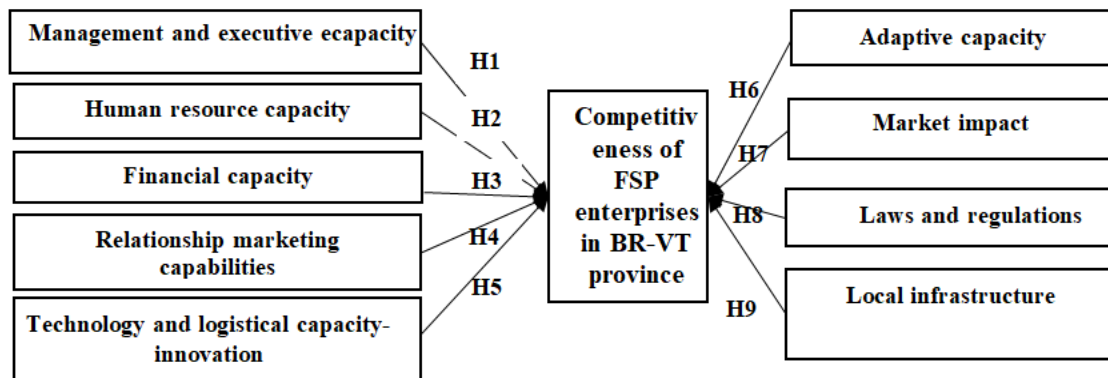 Management and executive ecapacity
Human resource capacity
Financial capacity
Relationship marketing
capabilities
Technology and logistical capacity-
innovation
H1
H2
H3
H4
H5
Competitiv
eness of
FSP
enterprises
in BR-VT
province
H6
H7
H8
H9
Adaptive capacity
Market impact
Laws and regulations
Local infrastructure